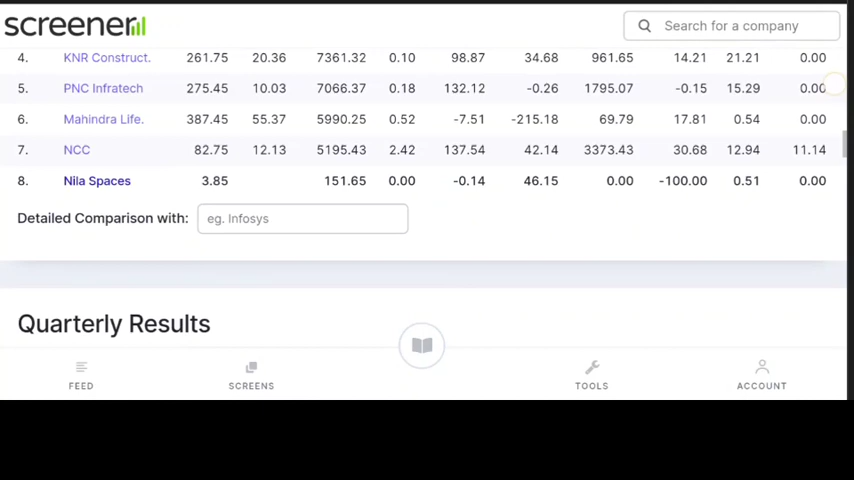 screener
Search for a company
4. KNR Construct. 261.75 20.36 7361.32 0.10 98.87 34.68 961.65 14.21 21.21 0.00
5. PNC Infratech 275.45 10.03 7066.37 0.18 132.12 -0.26 1795.07 -0.15 15.29 0.00
6. Mahindra Life. 387.45 55.37 5990.25 0.52 -7.51 -215.18 69.79 17.81 0.54 0.00
7. NCC 82.75 12.13 5195.43 2.42 137.54 42.14 3373.43 30.68 12.94 11.14
8. Nila Spaces 3.85 151.65 0.00 -0.14 46.15 0.00 -100.00 0.51 0.00
Detailed Comparison with: eg. Infosys
Quarterly Results
FEED SCREENS TOOLS ACCOUNT